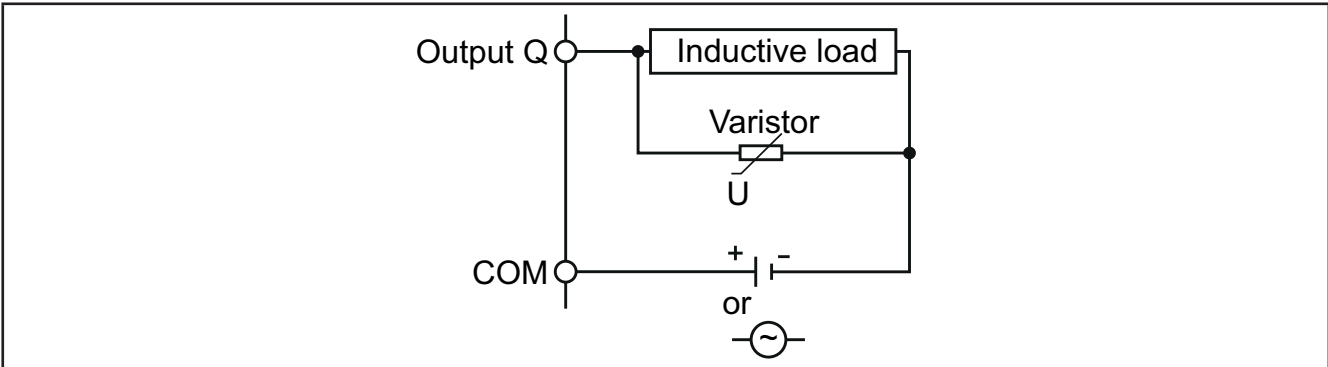 Output Q
Inductive load
Varistor
U
COM
+ -
or
~